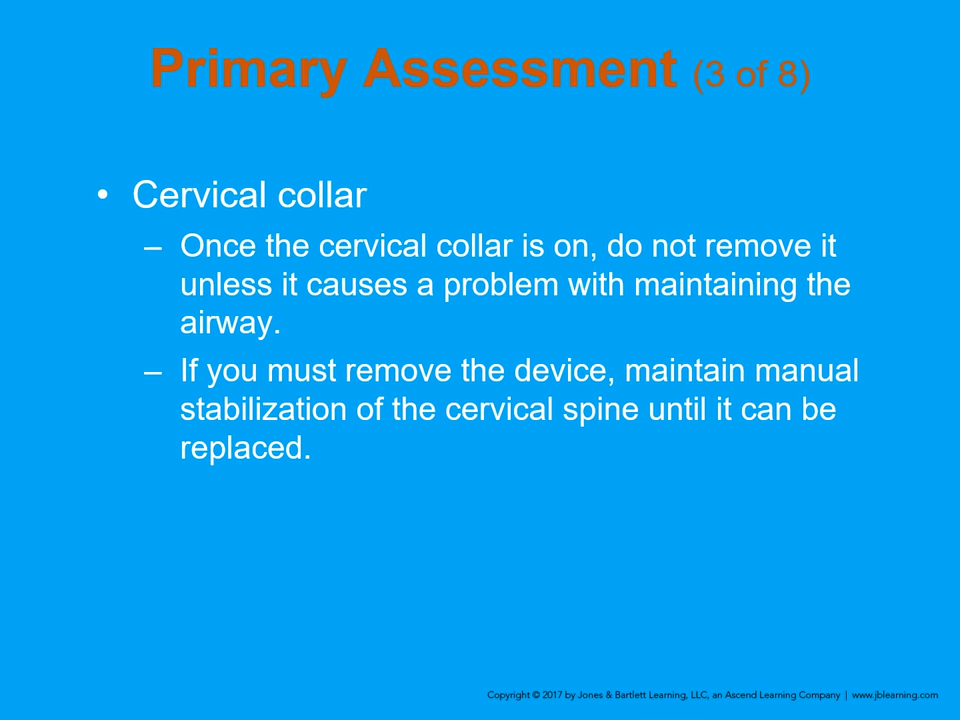 Primary Assessment (3 of 8)
• Cervical collar
– Once the cervical collar is on, do not remove it
unless it causes a problem with maintaining the
airway.
– If you must remove the device, maintain manual
stabilization of the cervical spine until it can be
replaced.
Copyright © 2017 by Jones & Bartlett Learning, LLC, an Ascend Learning Company | www.jblearning.com